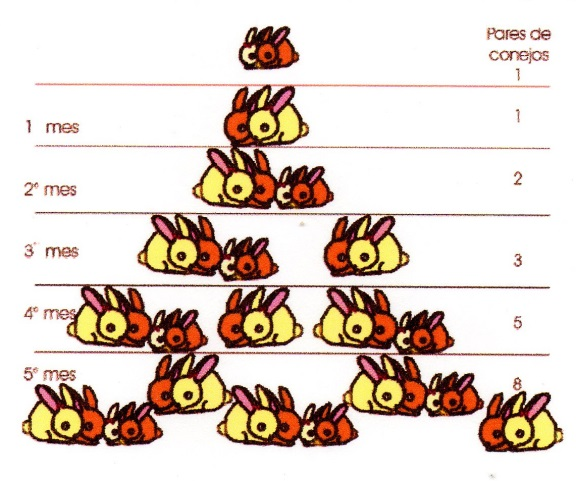 Pares de
conejos
1
1 mes 1
2° mes 2
3° mes 3
4° mes 5
5° mes 8